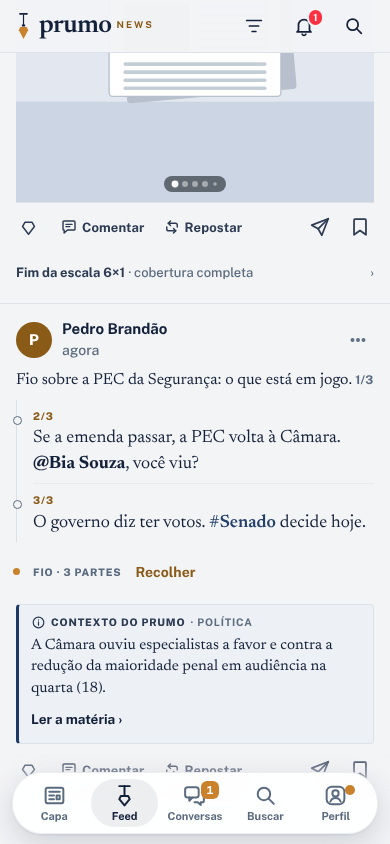 prumo NEWS
1
Comentar Repostar
Fim da escala 6×1 · cobertura completa ›
P Pedro Brandão
agora
Fio sobre a PEC da Segurança: o que está em jogo. 1/3
2/3
Se a emenda passar, a PEC volta à Câmara.
@Bia Souza, você viu?
3/3
O governo diz ter votos. #Senado decide hoje.
FIO · 3 PARTES Recolher
CONTEXTO DO PRUMO · POLÍTICA
A Câmara ouviu especialistas a favor e contra a
redução da maioridade penal em audiência na
quarta (18).
Ler a matéria ›
Comentar Repostar
1
Capa Feed Conversas Buscar Perfil